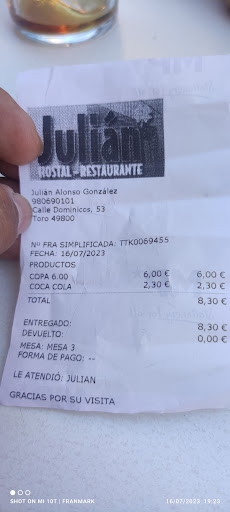 Julián
HOSTAL - RESTAURANTE
Julián Alonso González
980690101
Calle Dominicos, 53
Toro 49800
Nº FRA SIMPLIFICADA: TTK0069455
FECHA: 16/07/2023
PRODUCTOS
COPA 6.00 6,00 € 6,00 €
COCA COLA 2,30 € 2,30 €
TOTAL 8,30 €
ENTREGADO: 8,30 €
DEVUELTO: 0,00 €
MESA: MESA 3
FORMA DE PAGO: --
LE ATENDIÓ: JULIAN
GRACIAS POR SU VISITA
SHOT ON MI 10T | FRANMARK
16/07/2023 19:23